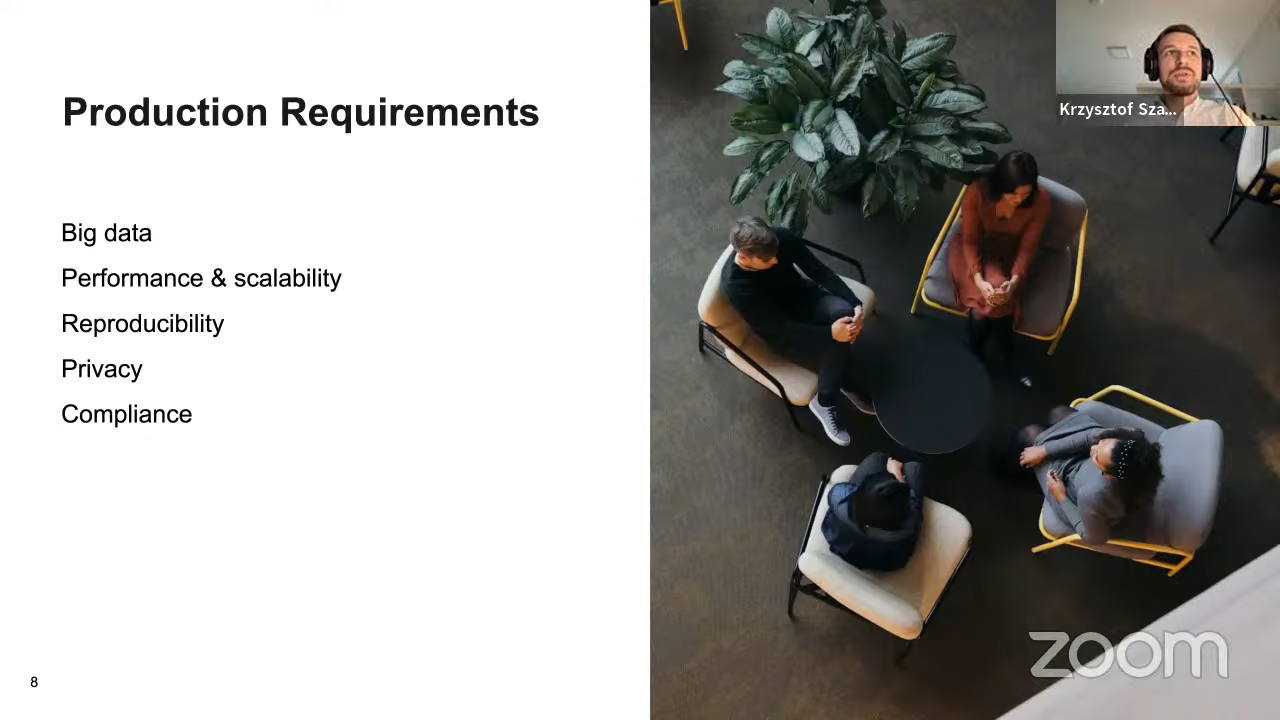 Production Requirements
Krzysztof Sza...
Big data
Performance & scalability
Reproducibility
Privacy
Compliance
zoom
8